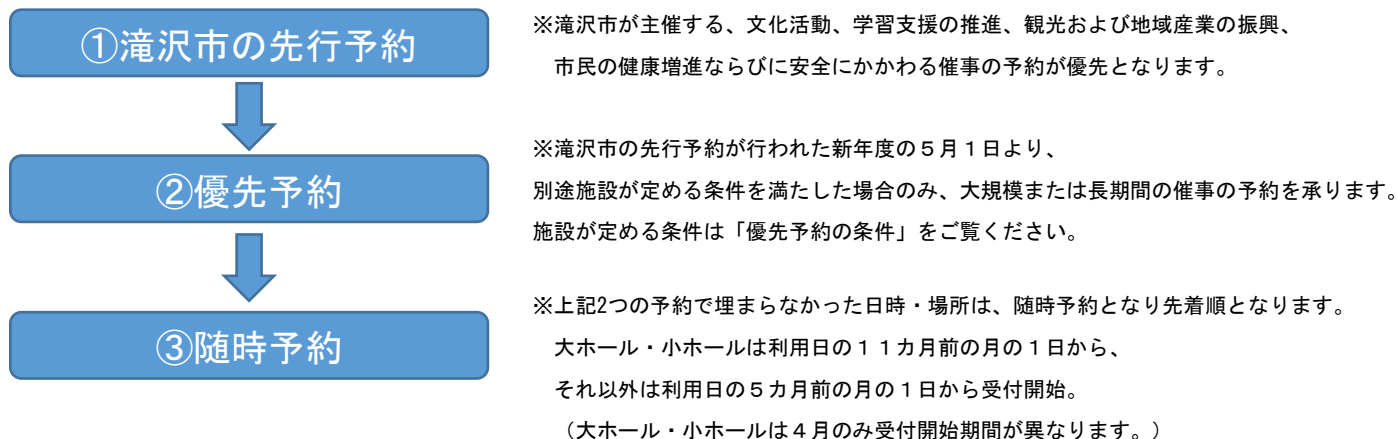 ①滝沢市の先行予約
※滝沢市が主催する、文化活動、学習支援の推進、観光および地域産業の振興、
市民の健康増進ならびに安全にかかわる催事の予約が優先となります。
②優先予約
※滝沢市の先行予約が行われた新年度の５月１日より、
別途施設が定める条件を満たした場合のみ、大規模または長期間の催事の予約を承ります。
施設が定める条件は「優先予約の条件」をご覧ください。
③随時予約
※上記2つの予約で埋まらなかった日時・場所は、随時予約となり先着順となります。
大ホール・小ホールは利用日の１１カ月前の月の１日から、
それ以外は利用日の５カ月前の月の１日から受付開始。
（大ホール・小ホールは４月のみ受付開始期間が異なります。）